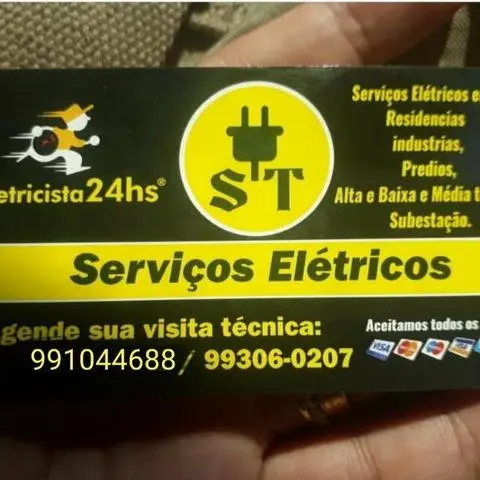 Serviços Elétricos e
Residencias
industrias,
Predios,
Alta e Baixa e Média t
Subestação.
etricista24hs®
ST
Serviços Elétricos
gende sua visita técnica:
991044688 / 99306-0207
Aceitamos todos os
VISA